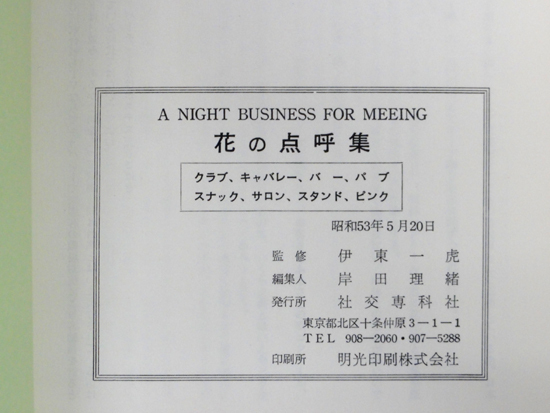 A NIGHT BUSINESS FOR MEEING
花の点呼集
クラブ、キャバレー、バー、パブ
スナック、サロン、スタンド、ピンク
昭和53年5月20日
監修 伊東一虎
編集人 岸田理緒
発行所 社交専科社
東京都北区十条仲原3―1―1
TEL 908―2060・907―5288
印刷所 明光印刷株式会社